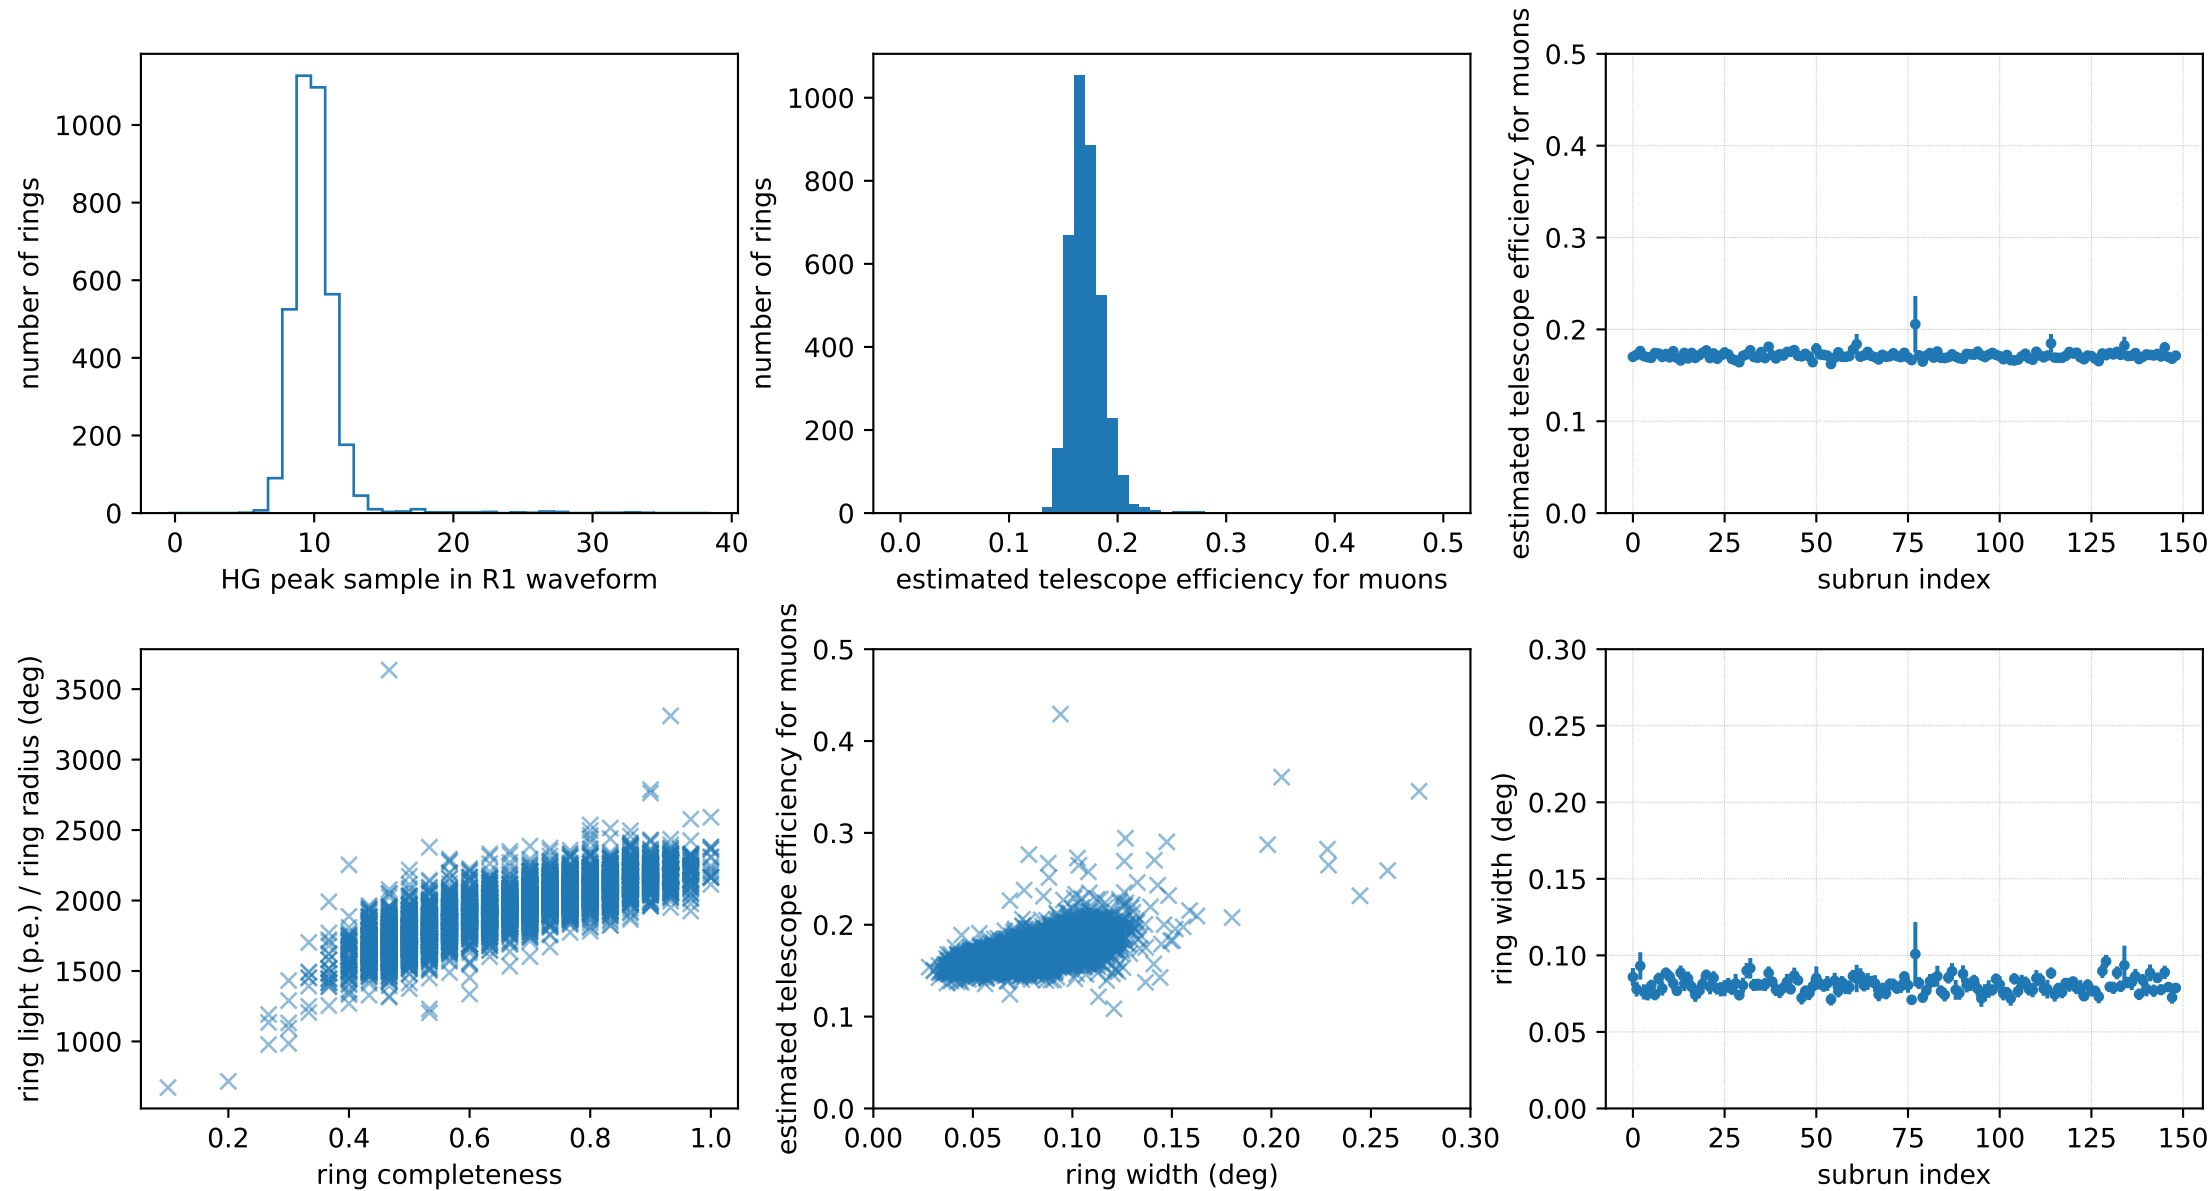 number of rings
1000
800
600
400
200
0
0 10 20 30 40
HG peak sample in R1 waveform
number of rings
1000
800
600
400
200
0
0.0 0.1 0.2 0.3 0.4 0.5
estimated telescope efficiency for muons
estimated telescope efficiency for muons
0.5
0.4
0.3
0.2
0.1
0.0
0 25 50 75 100 125 150
subrun index
ring light (p.e.) / ring radius (deg)
3500
3000
2500
2000
1500
1000
0.2 0.4 0.6 0.8 1.0
ring completeness
estimated telescope efficiency for muons
0.5
0.4
0.3
0.2
0.1
0.0
0.00 0.05 0.10 0.15 0.20 0.25 0.30
ring width (deg)
ring width (deg)
0.30
0.25
0.20
0.15
0.10
0.05
0.00
0 25 50 75 100 125 150
subrun index